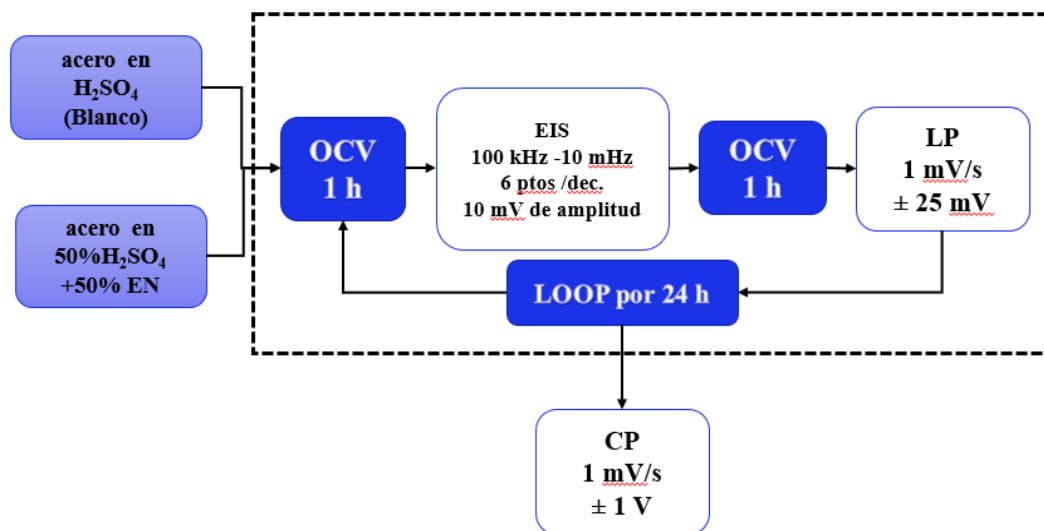 acero en
H₂SO₄
(Blanco)
acero en
50%H₂SO₄
+50% EN
OCV
1 h
EIS
100 kHz -10 mHz
6 ptos /dec.
10 mV de amplitud
OCV
1 h
LP
1 mV/s
± 25 mV
LOOP por 24 h
CP
1 mV/s
± 1 V